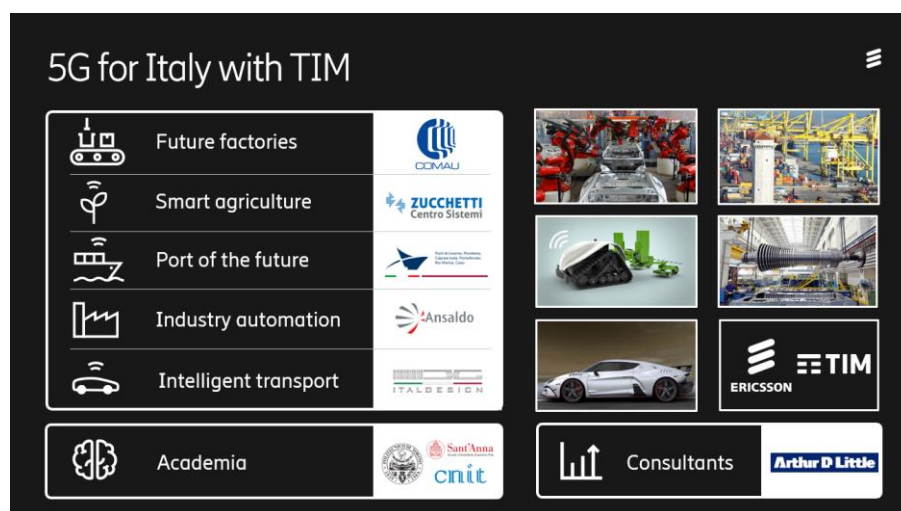 5G for Italy with TIM
Future factories
COMAU
Smart agriculture
ZUCCHETTI
Centro Sistemi
Port of the future
Industry automation
Ansaldo
Intelligent transport
ITALDESIGN
Academia
Sant'Anna
cnit
ERICSSON
TIM
Consultants
Arthur D Little